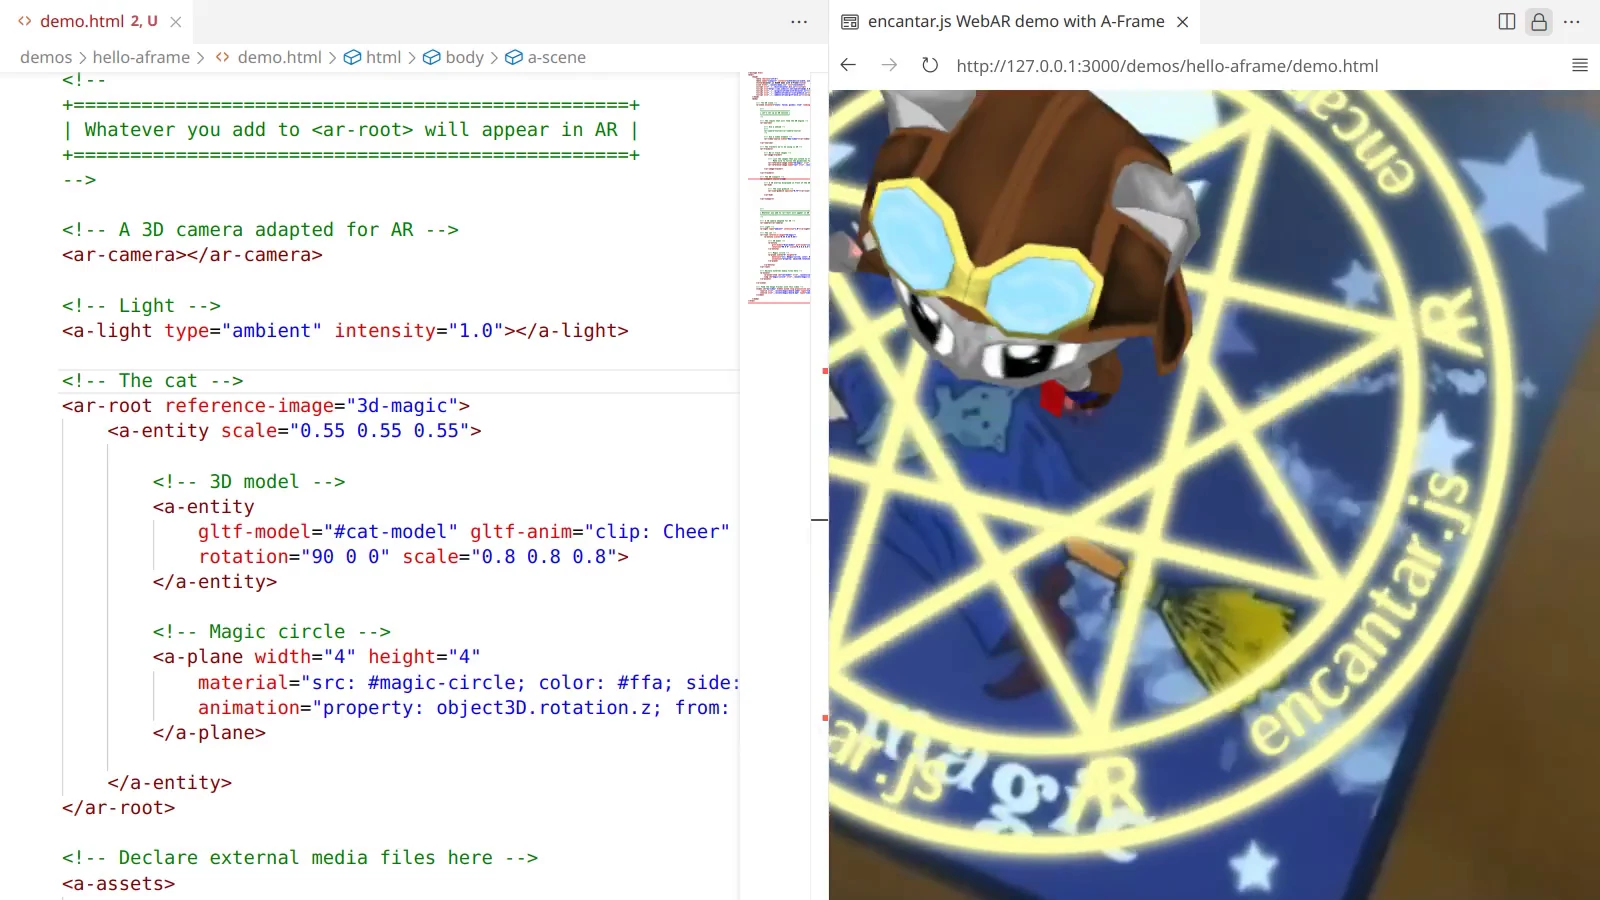 demo.html 2, U
demos > hello-aframe > demo.html > html > body > a-scene
<!--
+=================================================+
| Whatever you add to <ar-root> will appear in AR |
+=================================================+
-->
<!-- A 3D camera adapted for AR -->
<ar-camera></ar-camera>
<!-- Light -->
<a-light type="ambient" intensity="1.0"></a-light>
<!-- The cat -->
<ar-root reference-image="3d-magic">
<a-entity scale="0.55 0.55 0.55">
<!-- 3D model -->
<a-entity
gltf-model="#cat-model" gltf-anim="clip: Cheer"
rotation="90 0 0" scale="0.8 0.8 0.8">
</a-entity>
<!-- Magic circle -->
<a-plane width="4" height="4"
material="src: #magic-circle; color: #ffa; side:
animation="property: object3D.rotation.z; from:
</a-plane>
</a-entity>
</ar-root>
<!-- Declare external media files here -->
<a-assets>
encantar.js WebAR demo with A-Frame
http://127.0.0.1:3000/demos/hello-aframe/demo.html
enca
AR
encantar.js
AR
ar.js
magic